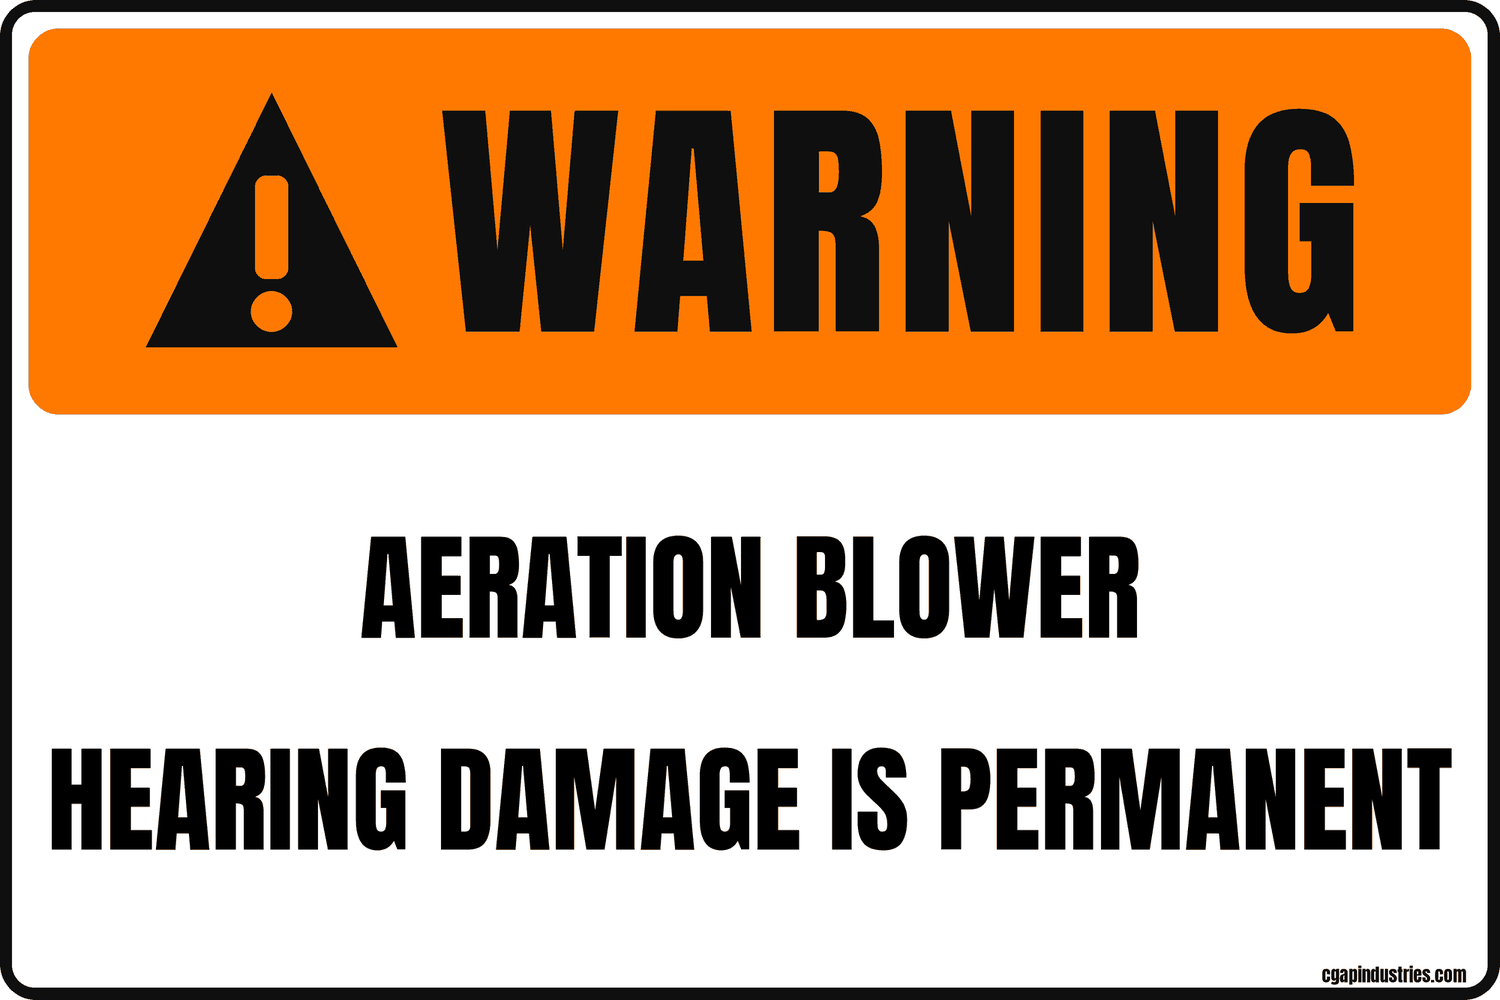 WARNING
AERATION BLOWER
HEARING DAMAGE IS PERMANENT
cgapindustries.com